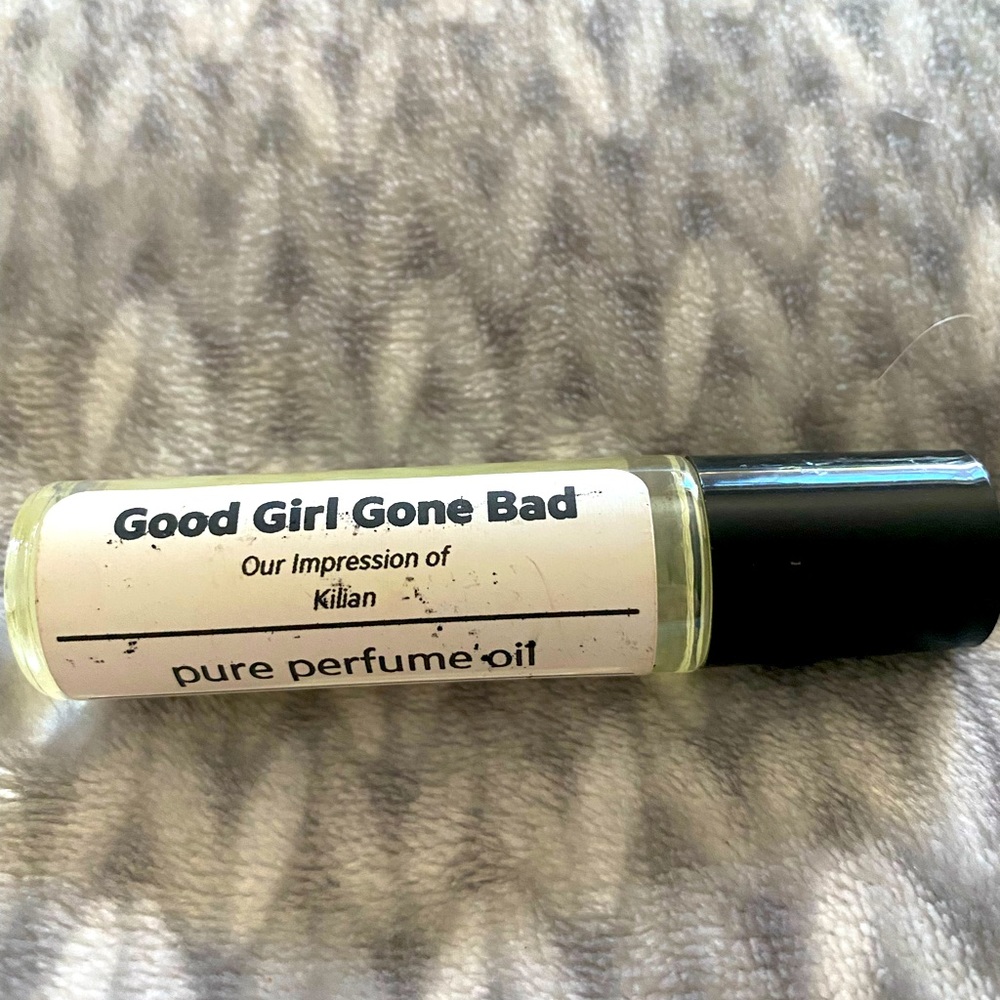 Good Girl Gone Bad
Our Impression of
Kilian
pure perfume oil